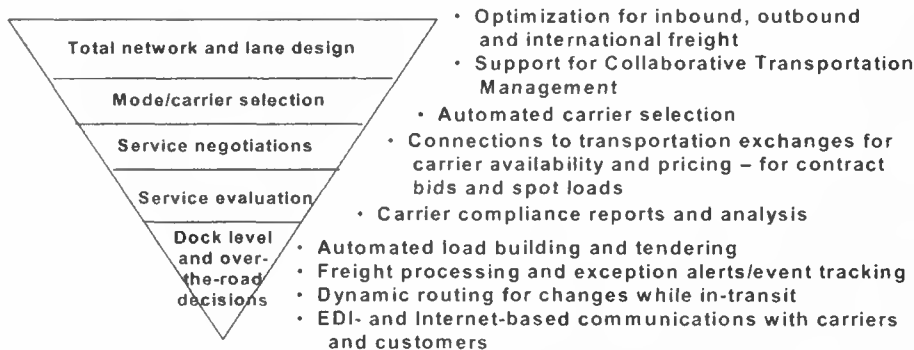 Total network and lane design
• Optimization for inbound, outbound
and international freight
• Support for Collaborative Transportation
Management
Mode/carrier selection
• Automated carrier selection
Service negotiations
• Connections to transportation exchanges for
carrier availability and pricing – for contract
bids and spot loads
Service evaluation
• Carrier compliance reports and analysis
Dock level
and over-
the-road
decisions
• Automated load building and tendering
• Freight processing and exception alerts/event tracking
• Dynamic routing for changes while in-transit
• EDI- and Internet-based communications with carriers
and customers